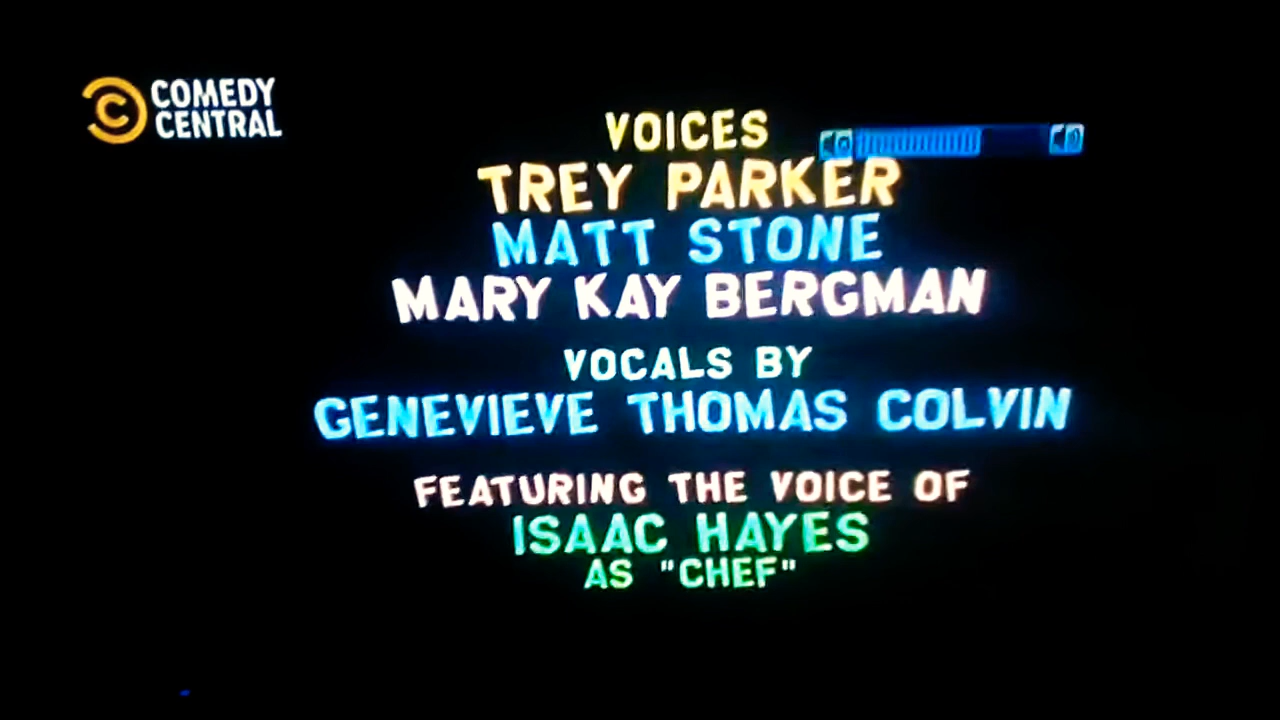 COMEDY
CENTRAL
VOICES
TREY PARKER
MATT STONE
MARY KAY BERGMAN
VOCALS BY
GENEVIEVE THOMAS COLVIN
FEATURING THE VOICE OF
ISAAC HAYES
AS "CHEF"